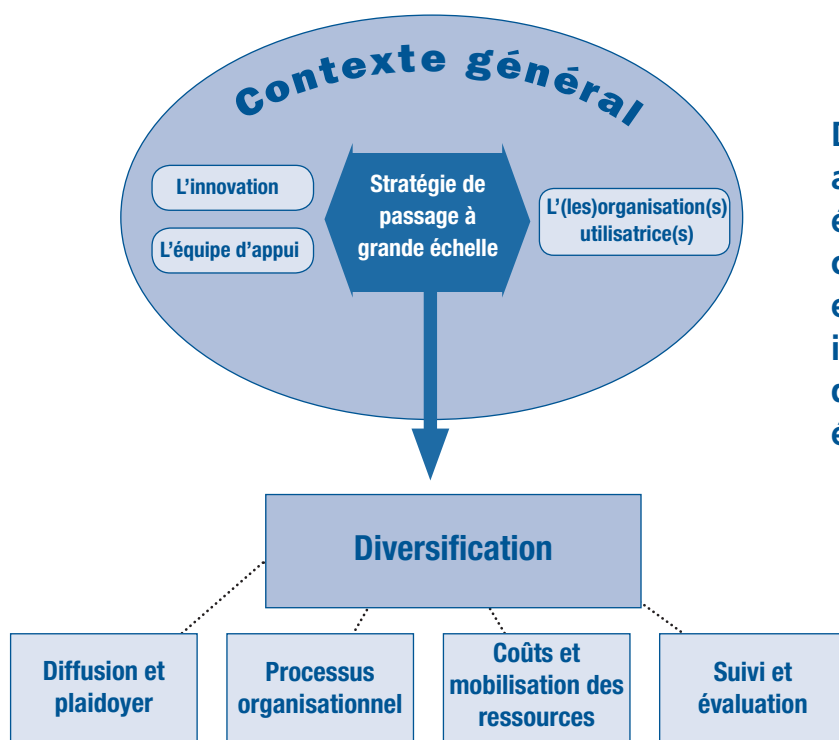 Contexte général
L'innovation
L'équipe d'appui
Stratégie de
passage à
grande échelle
L'(les)organisation(s)
utilisatrice(s)
Diversification
Diffusion et
plaidoyer
Processus
organisationnel
Coûts et
mobilisation des
ressources
Suivi et
évaluation